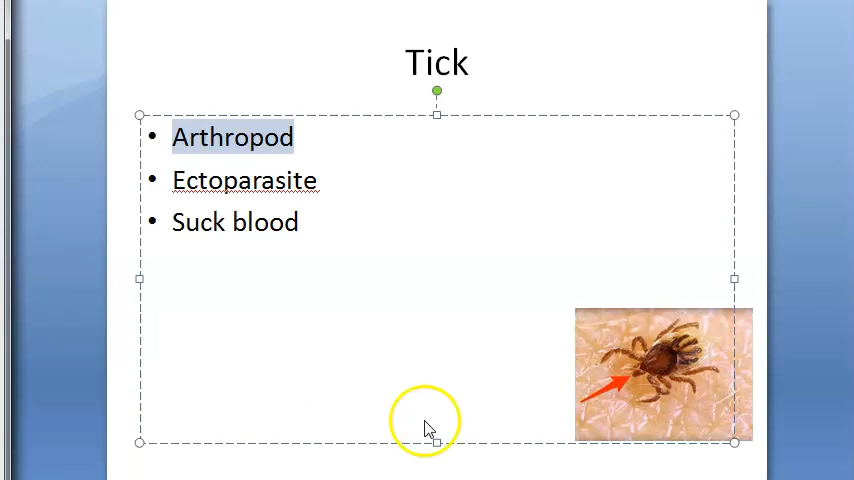 Tick
• Arthropod
• Ectoparasite
• Suck blood